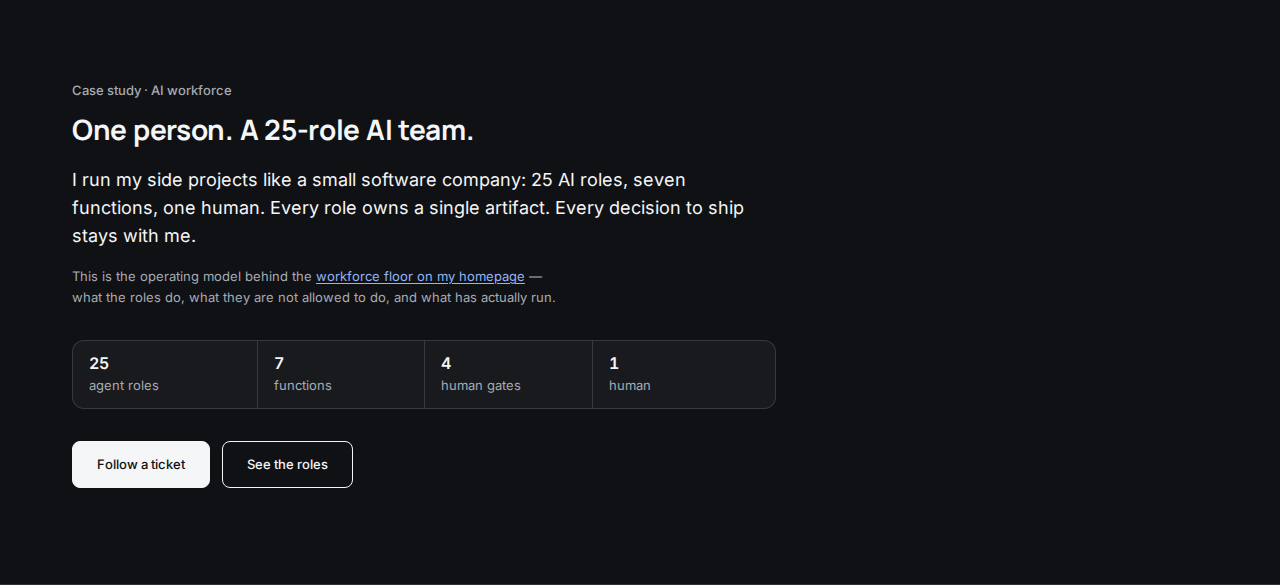 Case study · AI workforce
One person. A 25-role AI team.
I run my side projects like a small software company: 25 AI roles, seven
functions, one human. Every role owns a single artifact. Every decision to ship
stays with me.
This is the operating model behind the workforce floor on my homepage —
what the roles do, what they are not allowed to do, and what has actually run.
25
agent roles
7
functions
4
human gates
1
human
Follow a ticket
See the roles